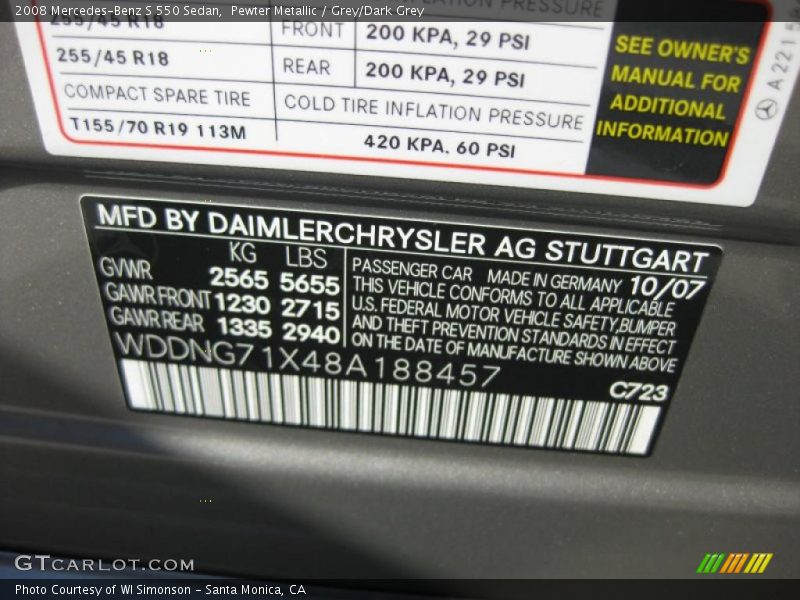 2008 Mercedes-Benz S 550 Sedan, Pewter Metallic / Grey/Dark Grey
INFLATION PRESSURE
255/45 R18 FRONT 200 KPA, 29 PSI
255/45 R18 REAR 200 KPA, 29 PSI
COMPACT SPARE TIRE COLD TIRE INFLATION PRESSURE
T155/70 R19 113M 420 KPA. 60 PSI
SEE OWNER'S
MANUAL FOR
ADDITIONAL
INFORMATION
A 221 5
MFD BY DAIMLERCHRYSLER AG STUTTGART
KG LBS
GVWR 2565 5655
GAWR FRONT 1230 2715
GAWR REAR 1335 2940
PASSENGER CAR MADE IN GERMANY 10/07
THIS VEHICLE CONFORMS TO ALL APPLICABLE
U.S. FEDERAL MOTOR VEHICLE SAFETY,BUMPER
AND THEFT PREVENTION STANDARDS IN EFFECT
ON THE DATE OF MANUFACTURE SHOWN ABOVE
WDDNG71X48A188457
C723
GTCARLOT.COM
Photo Courtesy of WI Simonson - Santa Monica, CA